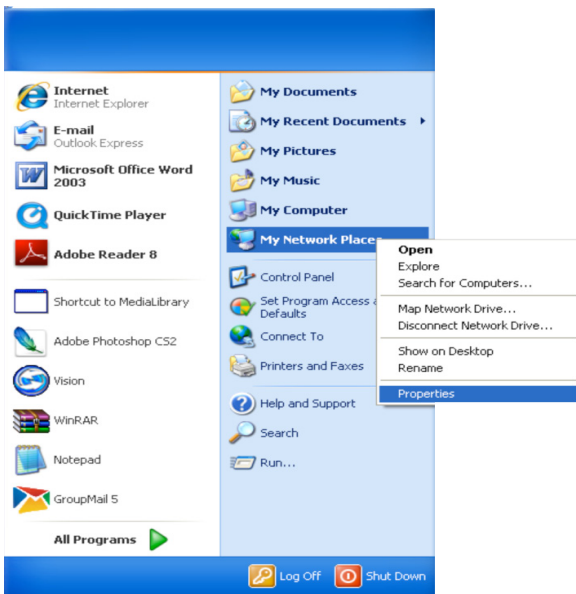 Internet
Internet Explorer
E-mail
Outlook Express
Microsoft Office Word
2003
QuickTime Player
Adobe Reader 8
Shortcut to MediaLibrary
Adobe Photoshop CS2
Vision
WinRAR
Notepad
GroupMail 5
All Programs
My Documents
My Recent Documents
My Pictures
My Music
My Computer
My Network Places
Control Panel
Set Program Access
Defaults
Connect To
Printers and Faxes
Help and Support
Search
Run...
Open
Explore
Search for Computers...
Map Network Drive...
Disconnect Network Drive...
Show on Desktop
Rename
Properties
Log Off
Shut Down